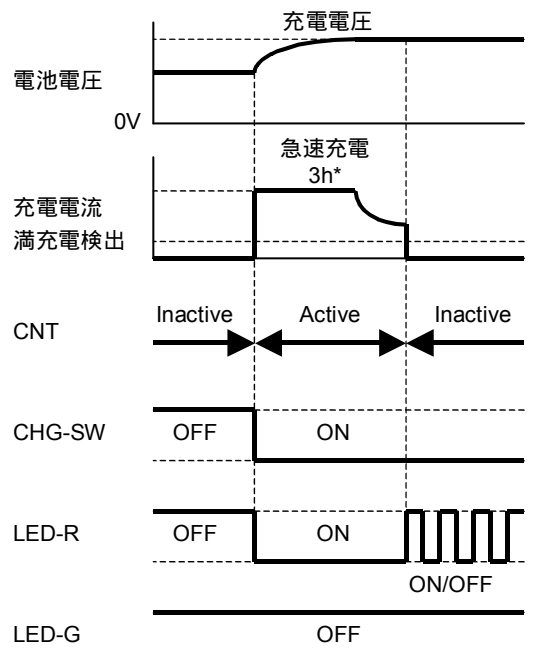 充電電圧
電池電圧
0V
急速充電
3h*
充電電流
満充電検出
Inactive Active Inactive
CNT
CHG-SW OFF ON
LED-R OFF ON
ON/OFF
LED-G OFF